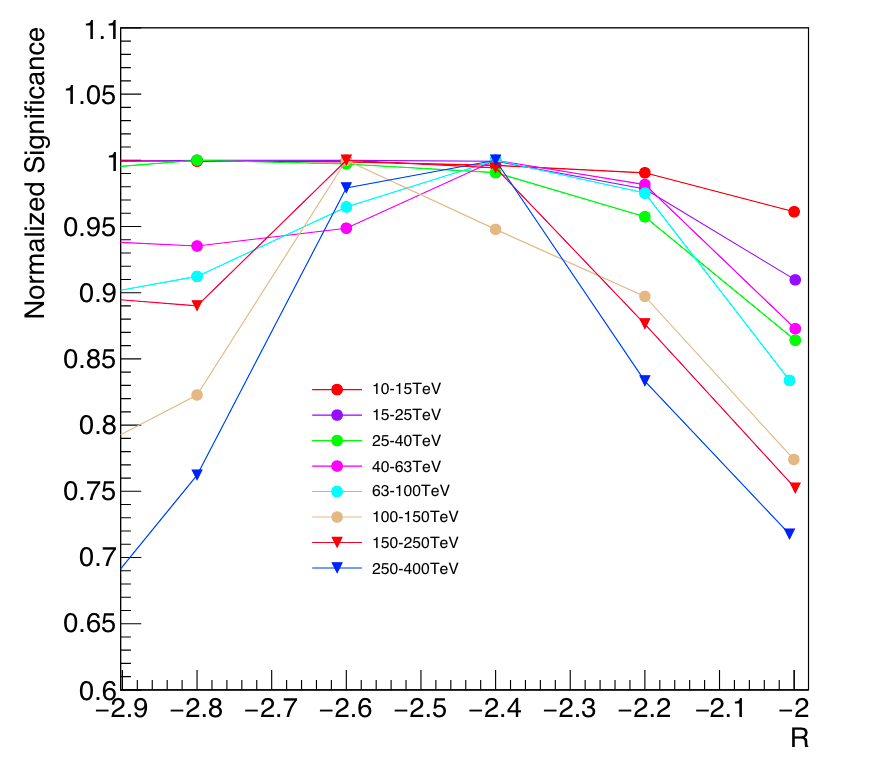 Normalized Significance
1.1
1.05
1
0.95
0.9
0.85
0.8
0.75
0.7
0.65
0.6
10-15TeV
15-25TeV
25-40TeV
40-63TeV
63-100TeV
100-150TeV
150-250TeV
250-400TeV
−2.9 −2.8 −2.7 −2.6 −2.5 −2.4 −2.3 −2.2 −2.1 −2
R